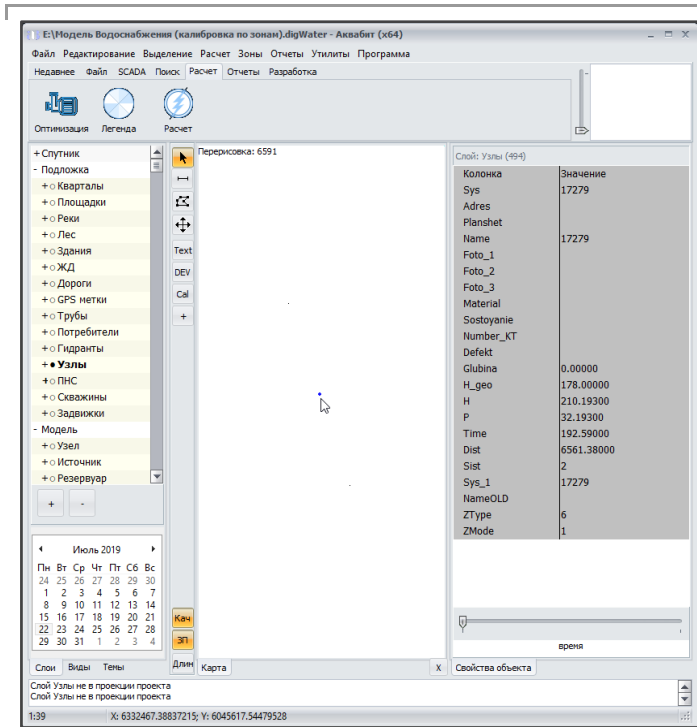 E:\Модель Водоснабжения (калибровка по зонам).digWater - Аквабит (x64)
Файл Редактирование Выделение Расчет Зоны Отчеты Утилиты Программа
Недавнее Файл SCADA Поиск Расчет Отчеты Разработка
Оптимизация Легенда Расчет
+ Спутник
- Подложка
+ Кварталы
+ Площадки
+ Реки
+ Лес
+ Здания
+ ЖД
+ Дороги
+ GPS метки
+ Трубы
+ Потребители
+ Гидранты
+ Узлы
+ ПНС
+ Скважины
+ Задвижки
- Модель
+ Узел
+ Источник
+ Резервуар
+ -
Июль 2019
Пн Вт Ср Чт Пт Сб Вс
24 25 26 27 28 29 30
1 2 3 4 5 6 7
8 9 10 11 12 13 14
15 16 17 18 19 20 21
22 23 24 25 26 27 28
29 30 31 1 2 3 4
Слои Виды Темы
Text
DEV
Cal
+
Кач
ЗП
Длин
Перерисовка: 6591
Карта X
Слой: Узлы (494)
Колонка Значение
Sys 17279
Adres
Planshet
Name 17279
Foto_1
Foto_2
Foto_3
Material
Sostoyanie
Number_KT
Defekt
Glubina 0.00000
H_geo 178.00000
H 210.19300
P 32.19300
Time 192.59000
Dist 6561.38000
Sist 2
Sys_1 17279
NameOLD
ZType 6
ZMode 1
время
Свойства объекта
Слой Узлы не в проекции проекта
Слой Узлы не в проекции проекта
1:39 X: 6332467.38837215; Y: 6045617.54479528